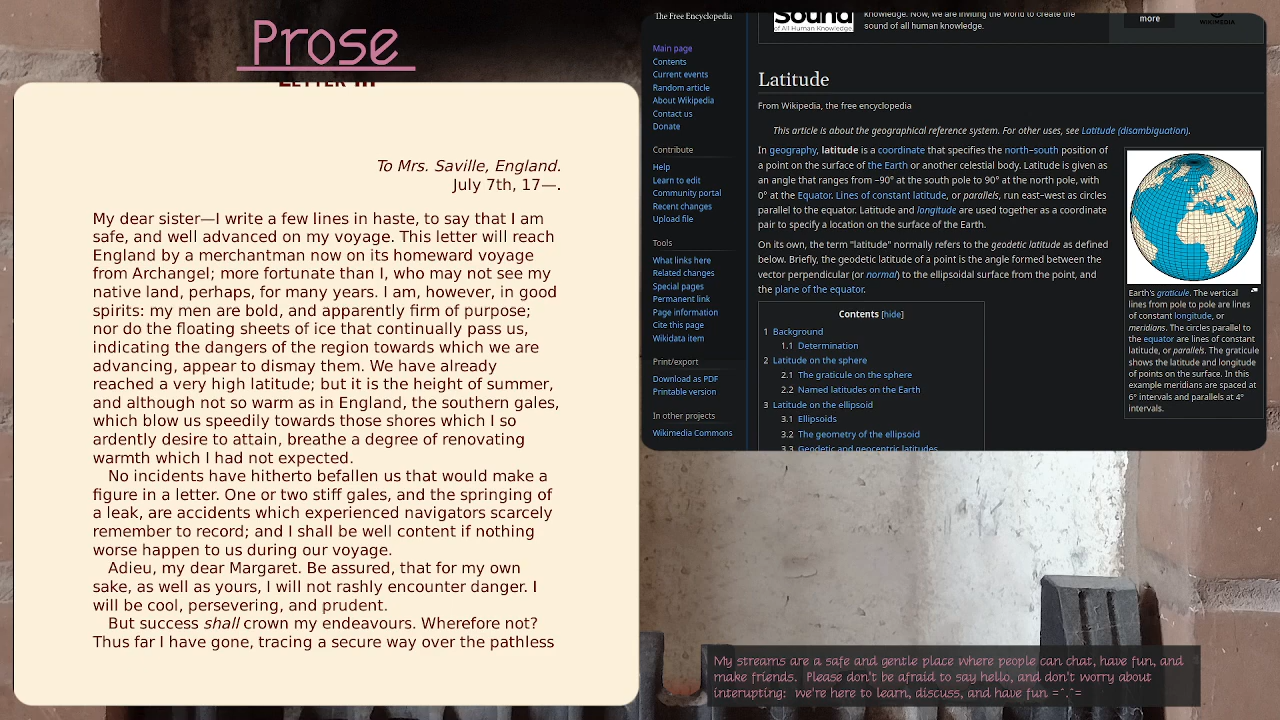 Prose
LETTER III
To Mrs. Saville, England.
July 7th, 17—.
My dear sister—I write a few lines in haste, to say that I am
safe, and well advanced on my voyage. This letter will reach
England by a merchantman now on its homeward voyage
from Archangel; more fortunate than I, who may not see my
native land, perhaps, for many years. I am, however, in good
spirits: my men are bold, and apparently firm of purpose;
nor do the floating sheets of ice that continually pass us,
indicating the dangers of the region towards which we are
advancing, appear to dismay them. We have already
reached a very high latitude; but it is the height of summer,
and although not so warm as in England, the southern gales,
which blow us speedily towards those shores which I so
ardently desire to attain, breathe a degree of renovating
warmth which I had not expected.
No incidents have hitherto befallen us that would make a
figure in a letter. One or two stiff gales, and the springing of
a leak, are accidents which experienced navigators scarcely
remember to record; and I shall be well content if nothing
worse happen to us during our voyage.
Adieu, my dear Margaret. Be assured, that for my own
sake, as well as yours, I will not rashly encounter danger. I
will be cool, persevering, and prudent.
But success shall crown my endeavours. Wherefore not?
Thus far I have gone, tracing a secure way over the pathless
The Free Encyclopedia
Main page
Contents
Current events
Random article
About Wikipedia
Contact us
Donate
Contribute
Help
Learn to edit
Community portal
Recent changes
Upload file
Tools
What links here
Related changes
Special pages
Permanent link
Page information
Cite this page
Wikidata item
Print/export
Download as PDF
Printable version
In other projects
Wikimedia Commons
Sound
of All Human Knowledge
knowledge. Now, we are inviting the world to create the
sound of all human knowledge.
more
WIKIMEDIA
Latitude
From Wikipedia, the free encyclopedia
This article is about the geographical reference system. For other uses, see Latitude (disambiguation).
In geography, latitude is a coordinate that specifies the north–south position of
a point on the surface of the Earth or another celestial body. Latitude is given as
an angle that ranges from –90° at the south pole to 90° at the north pole, with
0° at the Equator. Lines of constant latitude, or parallels, run east–west as circles
parallel to the equator. Latitude and longitude are used together as a coordinate
pair to specify a location on the surface of the Earth.
On its own, the term "latitude" normally refers to the geodetic latitude as defined
below. Briefly, the geodetic latitude of a point is the angle formed between the
vector perpendicular (or normal) to the ellipsoidal surface from the point, and
the plane of the equator.
Contents [hide]
1 Background
1.1 Determination
2 Latitude on the sphere
2.1 The graticule on the sphere
2.2 Named latitudes on the Earth
3 Latitude on the ellipsoid
3.1 Ellipsoids
3.2 The geometry of the ellipsoid
3.3 Geodetic and geocentric latitudes
Earth's graticule. The vertical
lines from pole to pole are lines
of constant longitude, or
meridians. The circles parallel to
the equator are lines of constant
latitude, or parallels. The graticule
shows the latitude and longitude
of points on the surface. In this
example meridians are spaced at
6° intervals and parallels at 4°
intervals.
My streams are a safe and gentle place where people can chat, have fun, and
make friends. Please don't be afraid to say hello, and don't worry about
interupting: we're here to learn, discuss, and have fun =^.^=